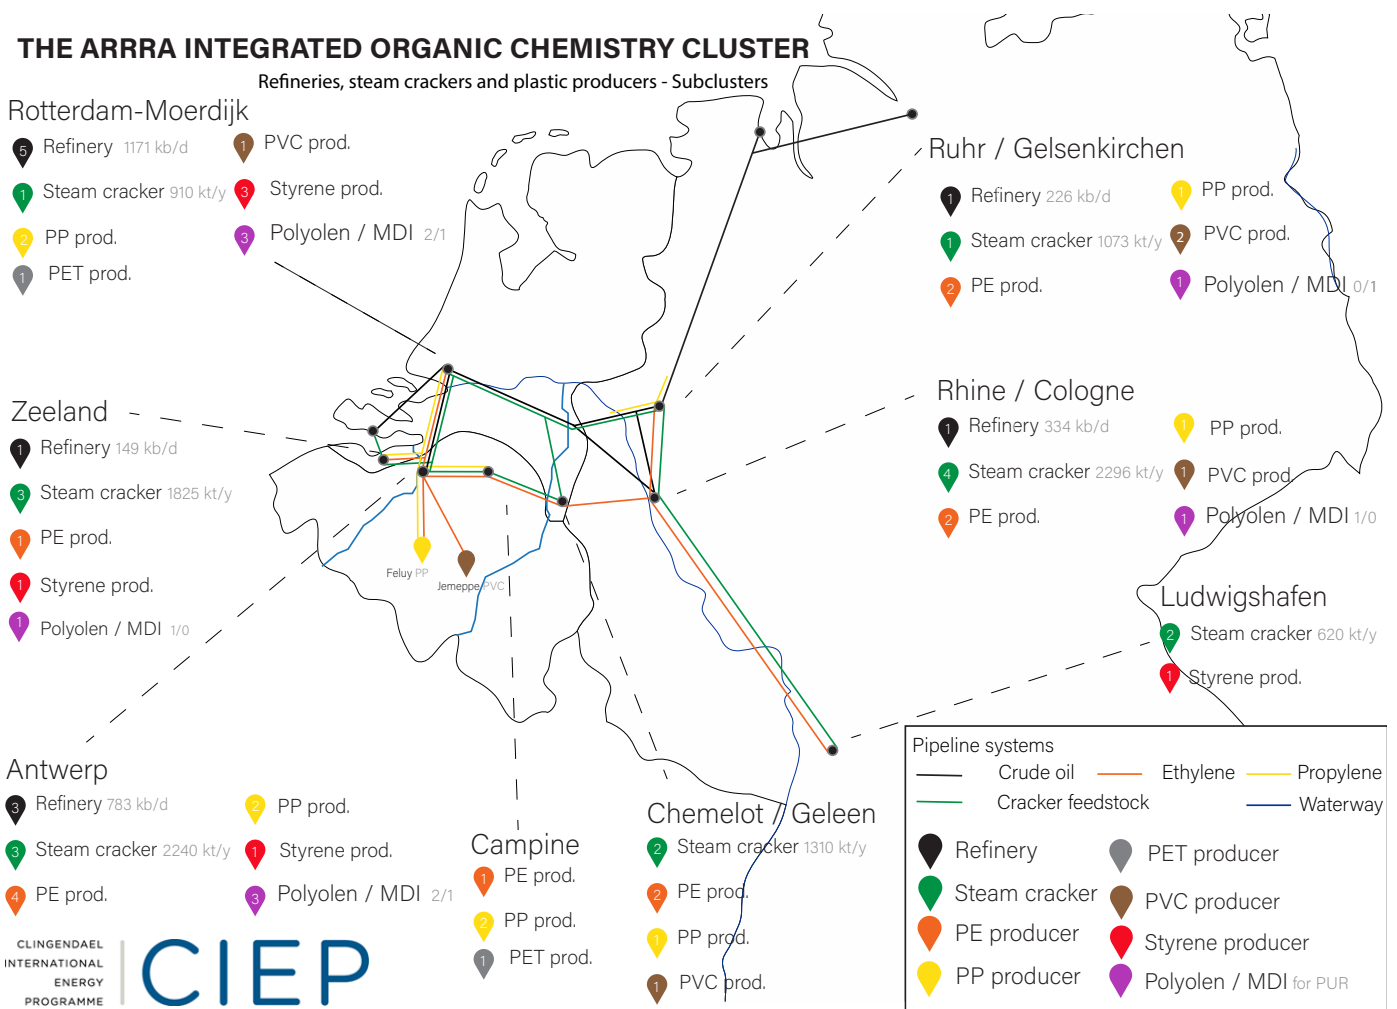 THE ARRRA INTEGRATED ORGANIC CHEMISTRY CLUSTER
Refineries, steam crackers and plastic producers - Subclusters
Rotterdam-Moerdijk
5 Refinery 1171 kb/d
1 Steam cracker 910 kt/y
2 PP prod.
1 PET prod.
1 PVC prod.
3 Styrene prod.
3 Polyolen / MDI 2/1
Ruhr / Gelsenkirchen
1 Refinery 226 kb/d
1 Steam cracker 1073 kt/y
2 PE prod.
1 PP prod.
2 PVC prod.
1 Polyolen / MDI 0/1
Zeeland
1 Refinery 149 kb/d
3 Steam cracker 1825 kt/y
1 PE prod.
1 Styrene prod.
1 Polyolen / MDI 1/0
Rhine / Cologne
1 Refinery 334 kb/d
4 Steam cracker 2296 kt/y
2 PE prod.
1 PP prod.
1 PVC prod.
1 Polyolen / MDI 1/0
Feluy PP
Jemeppe PVC
Ludwigshafen
2 Steam cracker 620 kt/y
1 Styrene prod.
Antwerp
3 Refinery 783 kb/d
3 Steam cracker 2240 kt/y
4 PE prod.
2 PP prod.
1 Styrene prod.
3 Polyolen / MDI 2/1
Campine
1 PE prod.
2 PP prod.
1 PET prod.
Chemelot / Geleen
2 Steam cracker 1310 kt/y
2 PE prod.
1 PP prod.
1 PVC prod.
Pipeline systems
Crude oil
Ethylene
Propylene
Cracker feedstock
Waterway
Refinery
Steam cracker
PE producer
PP producer
PET producer
PVC producer
Styrene producer
Polyolen / MDI for PUR
CLINGENDAEL
INTERNATIONAL
ENERGY
PROGRAMME
CIEP